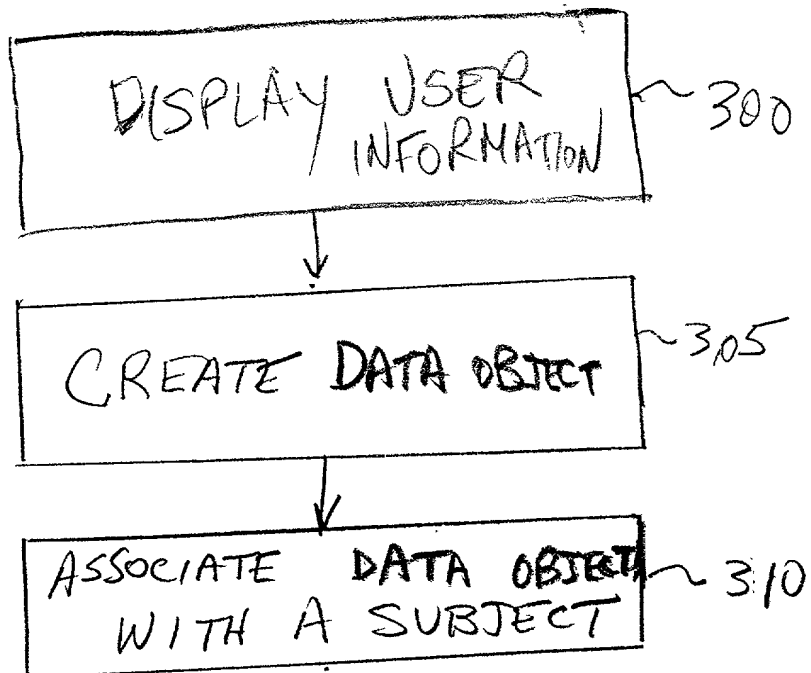 DISPLAY USER
INFORMATION
300
CREATE DATA OBJECT
305
ASSOCIATE DATA OBJECT
WITH A SUBJECT
310